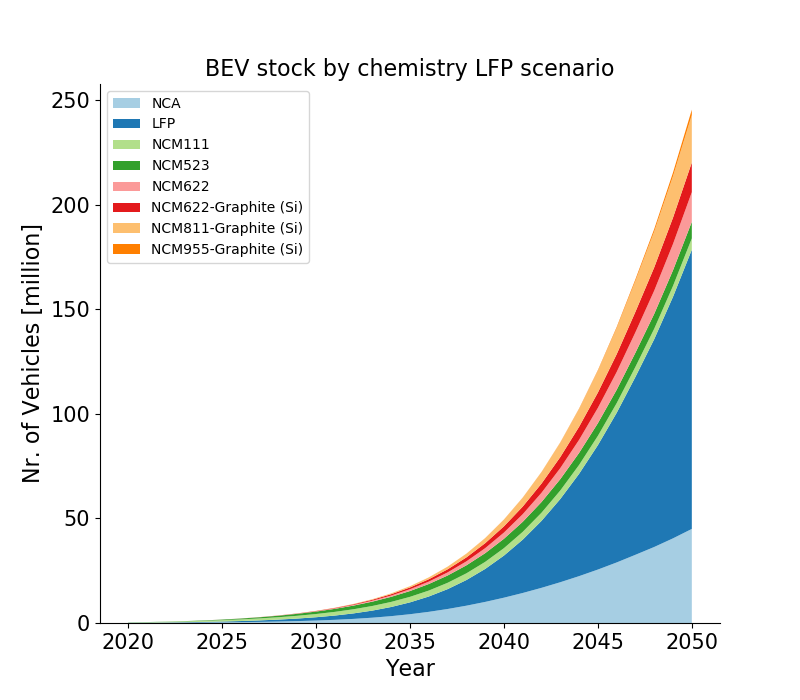 BEV stock by chemistry LFP scenario
250
200
150
100
50
0
Nr. of Vehicles [million]
NCA
LFP
NCM111
NCM523
NCM622
NCM622-Graphite (Si)
NCM811-Graphite (Si)
NCM955-Graphite (Si)
2020 2025 2030 2035 2040 2045 2050
Year